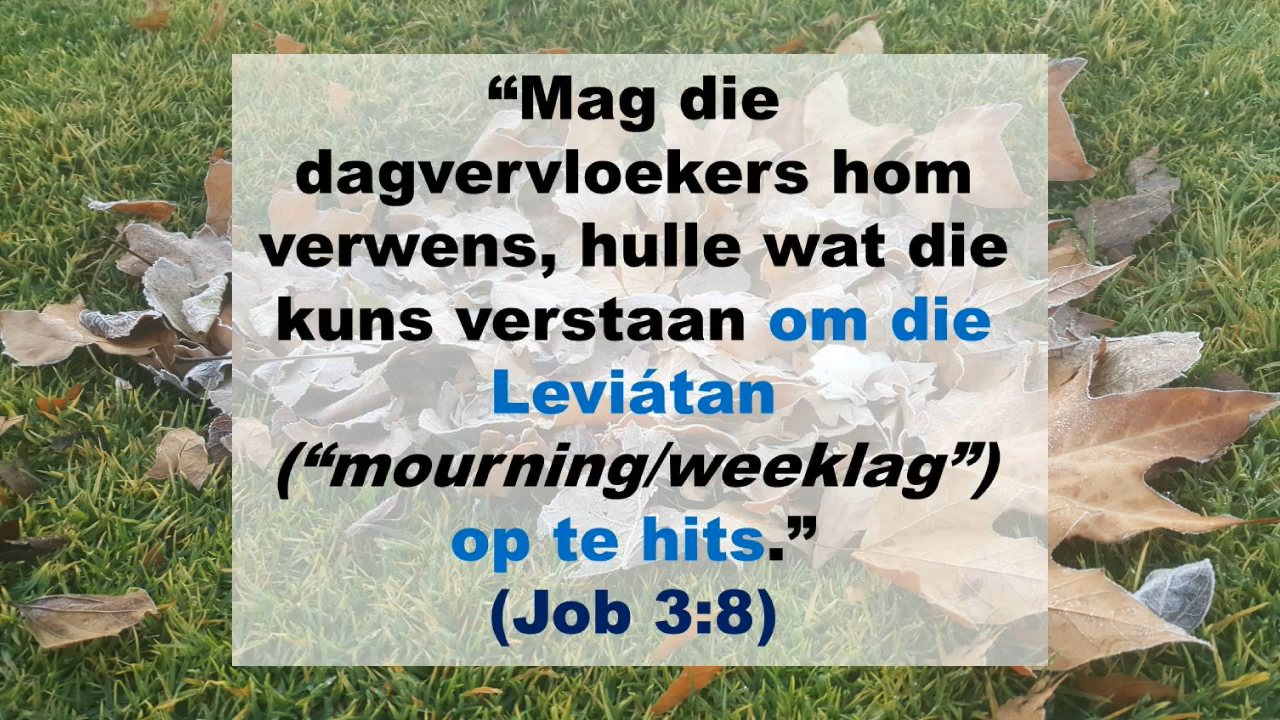 “Mag die
dagvervloekers hom
verwens, hulle wat die
kuns verstaan om die
Leviátan
(“mourning/weeklag”)
op te hits.”
(Job 3:8)